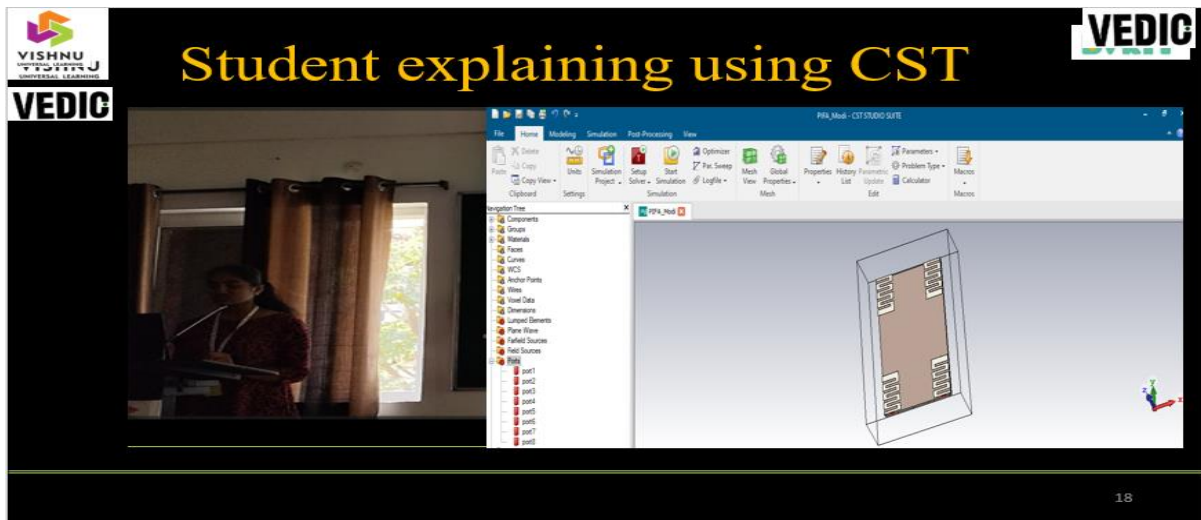 VISHNU
UNIVERSAL LEARNING
UNIVERSAL LEARNING
VEDIC
Student explaining using CST
VEDIC
PIFA_Modi - CST STUDIO SUITE
File Home Modeling Simulation Post-Processing View
Paste
Delete
Copy
Copy View
Clipboard
Units
Settings
Simulation Project
Setup Solver
Start Simulation
Optimizer
Par. Sweep
Logfile
Simulation
Mesh View
Global Properties
Mesh
Properties
History List
Parametric Update
Parameters
Problem Type
Calculator
Edit
Macros
Macros
Navigation Tree
Components
Groups
Materials
Faces
Curves
WCS
Anchor Points
Wires
Voxel Data
Dimensions
Lumped Elements
Plane Wave
Farfield Sources
Field Sources
Ports
port1
port2
port3
port4
port5
port6
port7
port8
PIFA_Modi
y
x
18